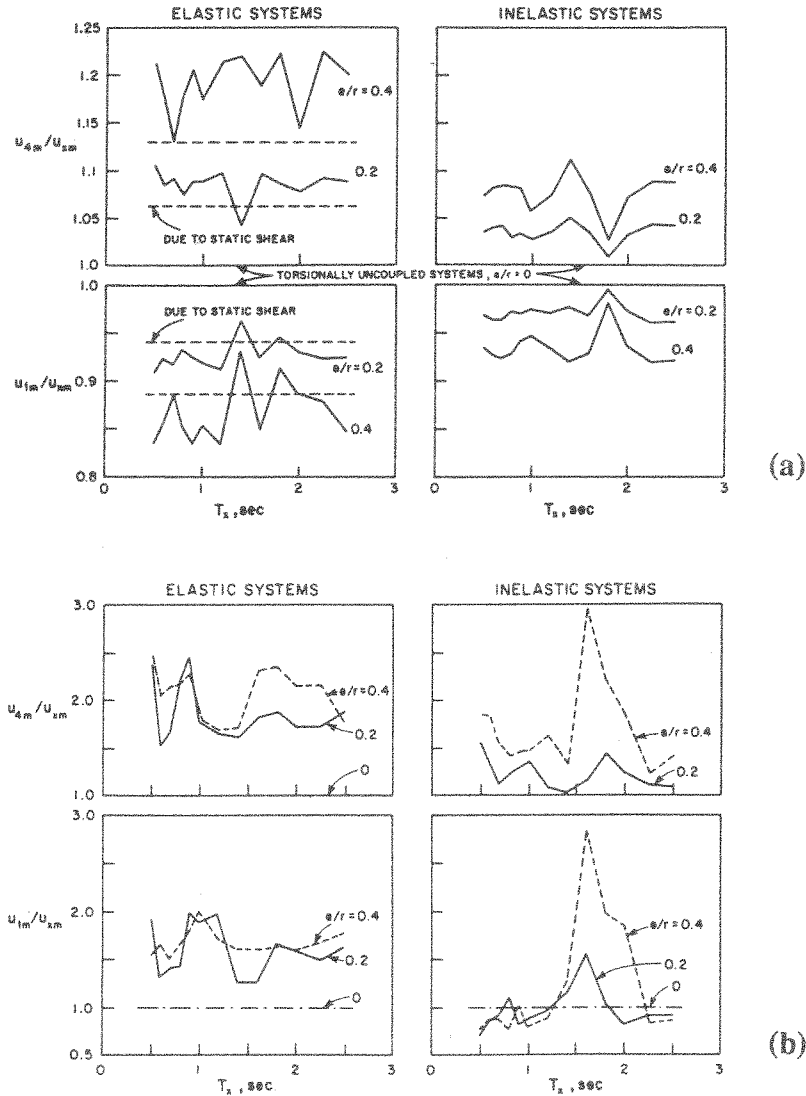 ELASTIC SYSTEMS
INELASTIC SYSTEMS
1.25
1.2
e/r = 0.4
u4m/uxm
1.1
0.2
1.05
DUE TO STATIC SHEAR
1.0
e/r = 0.4
0.2
TORSIONALLY UNCOUPLED SYSTEMS, e/r = 0
1.0
DUE TO STATIC SHEAR
e/r = 0.2
u1m/uxm
0.9
0.4
0.8
0 1 2 3
Tx, sec
e/r = 0.2
0.4
0 1 2 3
Tx, sec
(a)
ELASTIC SYSTEMS
INELASTIC SYSTEMS
3.0
u4m/uxm
2.0
e/r = 0.4
0.2
0
1.0
e/r = 0.4
0.2
3.0
2.0
u1m/uxm
e/r = 0.4
0.2
0
1.0
0.5
0 1 2 3
Tx, sec
e/r = 0.4
0.2
0
0 1 2 3
Tx, sec
(b)